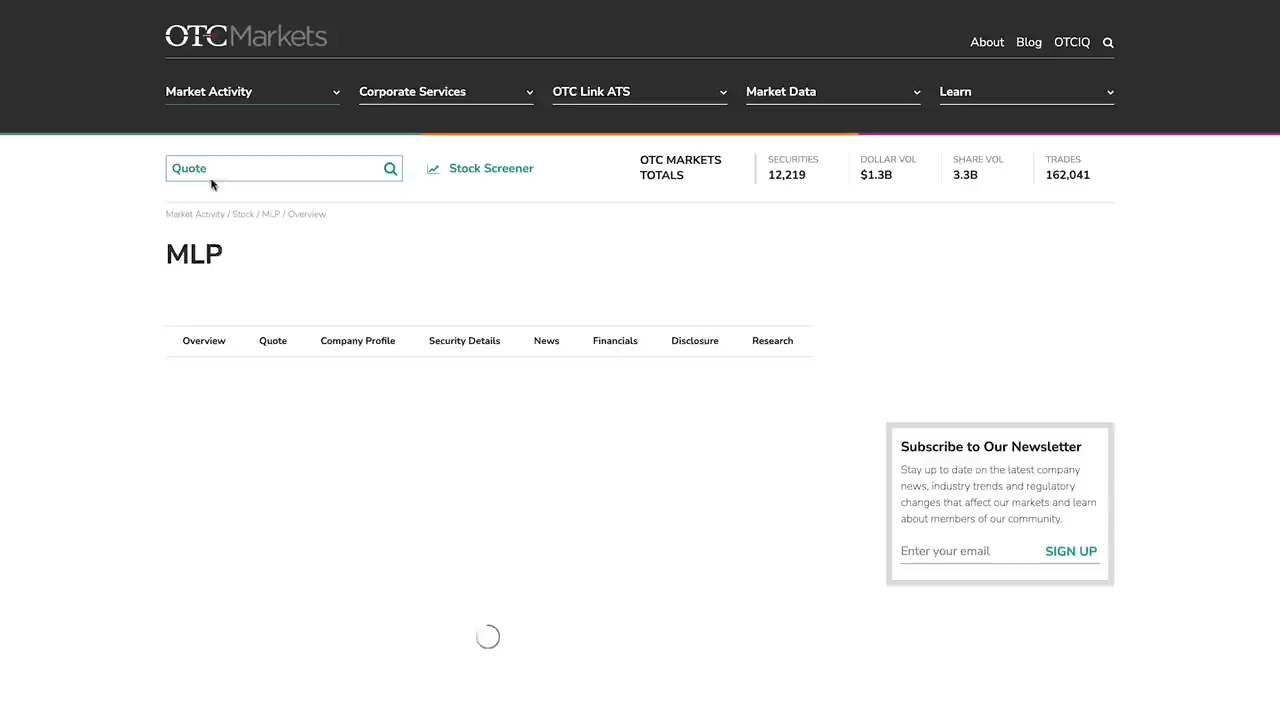 OTCMarkets
About Blog OTCIQ
Market Activity Corporate Services OTC Link ATS Market Data Learn
Quote
Stock Screener
OTC MARKETS
TOTALS
SECURITIES
12,219
DOLLAR VOL
$1.3B
SHARE VOL
3.3B
TRADES
162,041
Market Activity / Stock / MLP / Overview
MLP
Overview Quote Company Profile Security Details News Financials Disclosure Research
Subscribe to Our Newsletter
Stay up to date on the latest company
news, industry trends and regulatory
changes that affect our markets and learn
about members of our community.
Enter your email SIGN UP